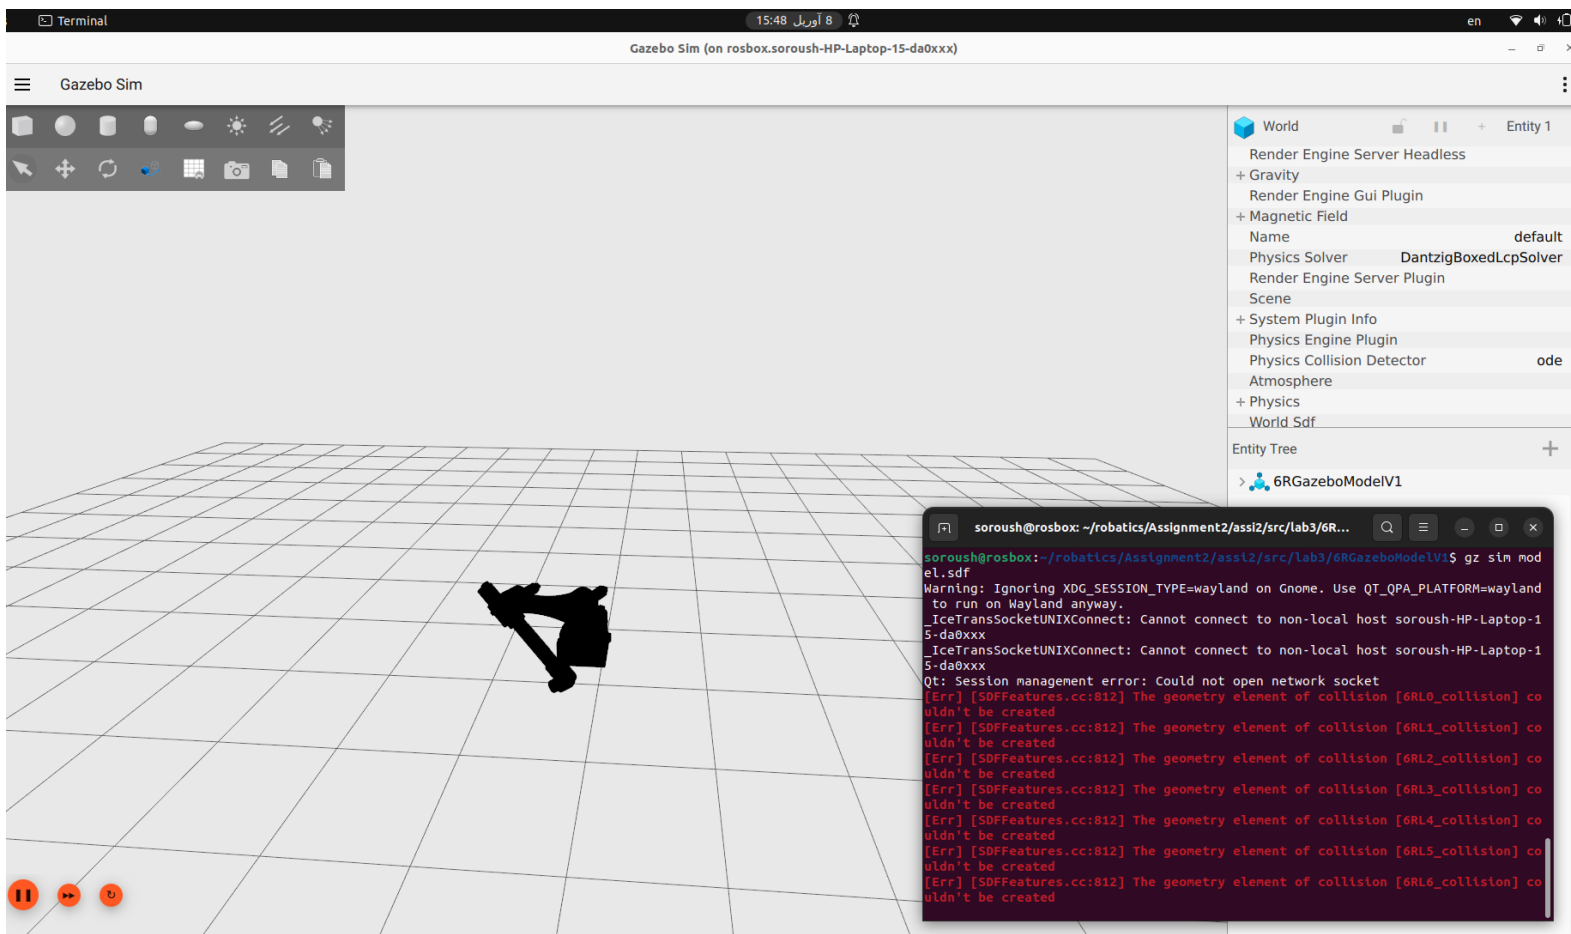 Terminal
15:48 8 آوریل
en
Gazebo Sim (on rosbox.soroush-HP-Laptop-15-da0xxx)
Gazebo Sim
World
Entity 1
Render Engine Server Headless
+ Gravity
Render Engine Gui Plugin
+ Magnetic Field
Name default
Physics Solver DantzigBoxedLcpSolver
Render Engine Server Plugin
Scene
+ System Plugin Info
Physics Engine Plugin
Physics Collision Detector ode
Atmosphere
+ Physics
World Sdf
Entity Tree
6RGazeboModelV1
soroush@rosbox: ~/robatics/Assignment2/assi2/src/lab3/6R...
soroush@rosbox:~/robatics/Assignment2/assi2/src/lab3/6RGazeboModelV1$ gz sim mod
el.sdf
Warning: Ignoring XDG_SESSION_TYPE=wayland on Gnome. Use QT_QPA_PLATFORM=wayland
to run on Wayland anyway.
_IceTransSocketUNIXConnect: Cannot connect to non-local host soroush-HP-Laptop-1
5-da0xxx
_IceTransSocketUNIXConnect: Cannot connect to non-local host soroush-HP-Laptop-1
5-da0xxx
Qt: Session management error: Could not open network socket
[Err] [SDFFeatures.cc:812] The geometry element of collision [6RL0_collision] co
uldn't be created
[Err] [SDFFeatures.cc:812] The geometry element of collision [6RL1_collision] co
uldn't be created
[Err] [SDFFeatures.cc:812] The geometry element of collision [6RL2_collision] co
uldn't be created
[Err] [SDFFeatures.cc:812] The geometry element of collision [6RL3_collision] co
uldn't be created
[Err] [SDFFeatures.cc:812] The geometry element of collision [6RL4_collision] co
uldn't be created
[Err] [SDFFeatures.cc:812] The geometry element of collision [6RL5_collision] co
uldn't be created
[Err] [SDFFeatures.cc:812] The geometry element of collision [6RL6_collision] co
uldn't be created